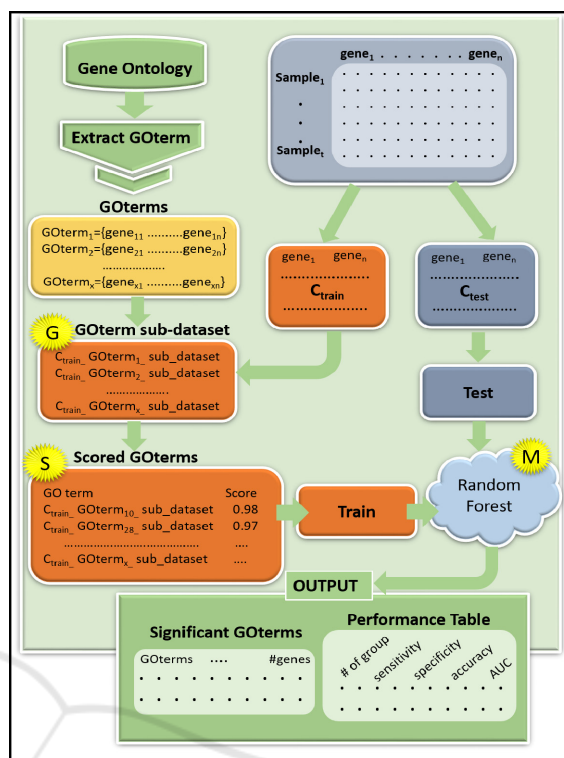 Gene Ontology
Extract GOterm
GOterms
GOterm1={gene11 .........gene1n}
GOterm2={gene21 .........gene2n}
...................
GOtermx={genex1 .........genexn}
gene1 . . . . . . . genen
Sample1
.
.
.
Samplet
gene1 genen
......................
Ctrain
......................
gene1 genen
......................
Ctest
......................
G
GOterm sub-dataset
Ctrain_ GOterm1_ sub_dataset
Ctrain_ GOterm2_ sub_dataset
...................
Ctrain_ GOtermx_ sub_dataset
Test
S
Scored GOterms
GO term Score
Ctrain_ GOterm10_ sub_dataset 0.98
Ctrain_ GOterm28_ sub_dataset 0.97
......................................... ....
Ctrain_ GOtermx_ sub_dataset ....
Train
M
Random
Forest
OUTPUT
Significant GOterms
GOterms .... #genes
Performance Table
# of group sensitivity specificity accuracy AUC